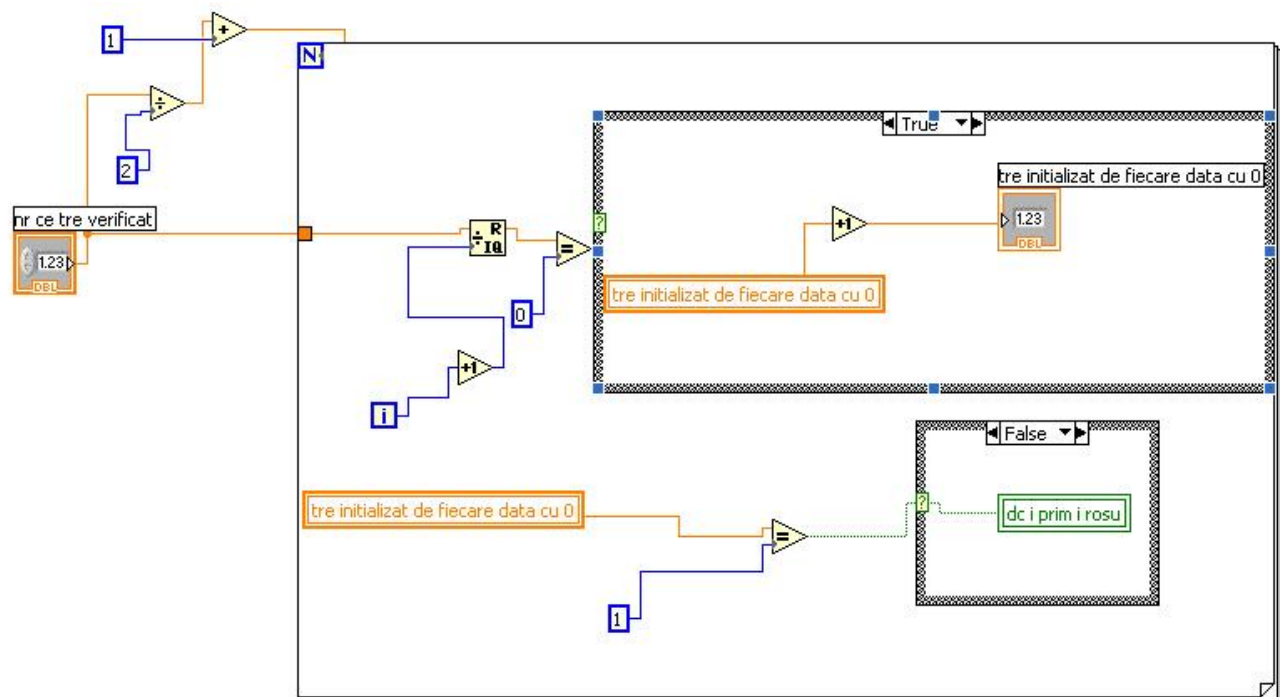 +
1
N
÷
True
2
tre initializat de fiecare data cu 0
nr ce tre verificat
1.23
DBL
R
÷ IQ
=
?
+1
1.23
DBL
tre initializat de fiecare data cu 0
0
+1
i
False
tre initializat de fiecare data cu 0
?
dc i prim i rosu
=
1